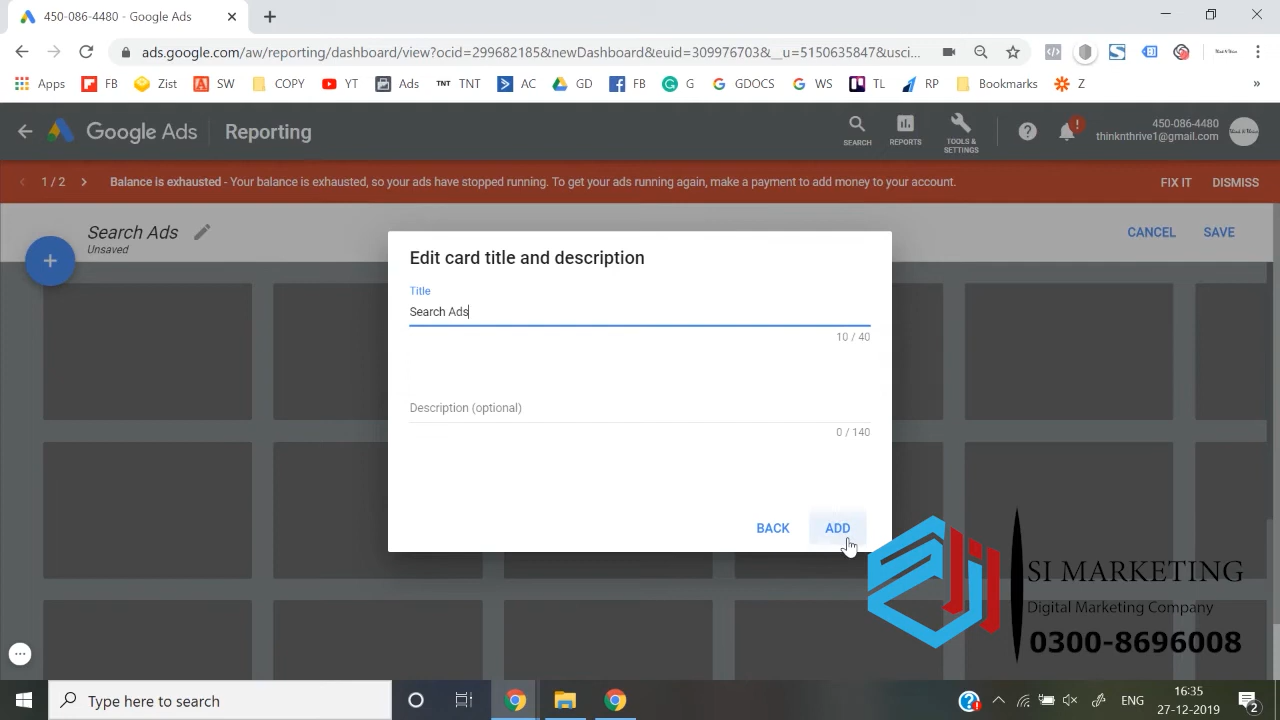 450-086-4480 - Google Ads
ads.google.com/aw/reporting/dashboard/view?ocid=299682185&newDashboard&euid=309976703&__u=5150635847&usci...
Apps FB Zist SW COPY YT Ads TNT TNT AC GD FB G GDOCS WS TL RP Bookmarks Z »
Google Ads Reporting
SEARCH REPORTS TOOLS & SETTINGS
450-086-4480
thinknthrive1@gmail.com
1 / 2 Balance is exhausted - Your balance is exhausted, so your ads have stopped running. To get your ads running again, make a payment to add money to your account. FIX IT DISMISS
Search Ads
Unsaved
CANCEL SAVE
Edit card title and description
Title
Search Ads
10 / 40
Description (optional)
0 / 140
BACK ADD
SI MARKETING
Digital Marketing Company
0300-8696008
Type here to search
ENG
16:35
27-12-2019
2